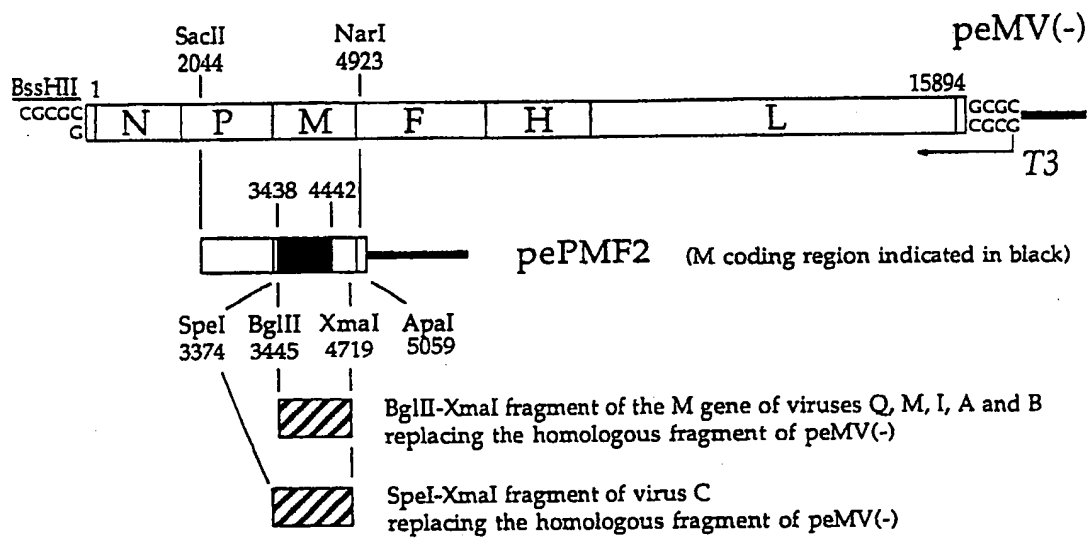 peMV(-)
SacII
2044
NarI
4923
BssHII
1
15894
CGCGC
G
N P M F H L
GCGC
CGCG
T3
3438 4442
pePMF2 (M coding region indicated in black)
SpeI BglII XmaI ApaI
3374 3445 4719 5059
BglII-XmaI fragment of the M gene of viruses Q, M, I, A and B
replacing the homologous fragment of peMV(-)
SpeI-XmaI fragment of virus C
replacing the homologous fragment of peMV(-)